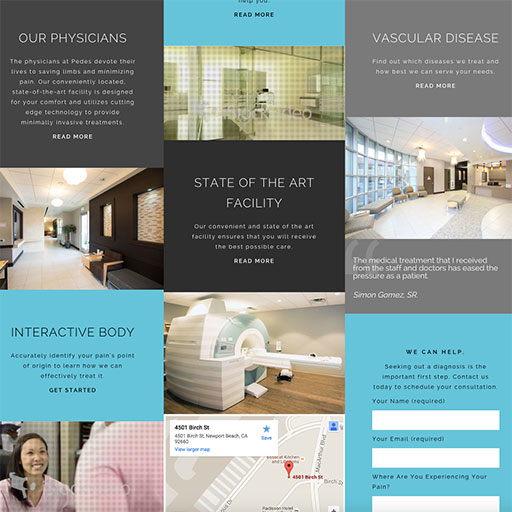 OUR PHYSICIANS
The physicians at Pedes devote their
lives to saving limbs and minimizing
pain. Our conveniently located,
state-of-the-art facility is designed
for your comfort and utilizes cutting
edge technology to provide
minimally invasive treatments.
READ MORE
INTERACTIVE BODY
Accurately identify your pain's point
of origin to learn how we can
effectively treat it.
GET STARTED
help you.
READ MORE
STATE OF THE ART
FACILITY
Our convenient and state of the art
facility ensures that you will receive
the best possible care.
READ MORE
4501 Birch St
4501 Birch St, Newport Beach, CA
92660
View larger map
Save
4501 Birch St
MacArthur Blvd
Birch St
VASCULAR DISEASE
Find out which diseases we treat and
how best we can serve your needs.
READ MORE
“The medical treatment that I received
from the staff and doctors has eased the
pressure as a patient.
Simon Gomez, SR.
WE CAN HELP.
Seeking out a diagnosis is the
important first step. Contact us
today to schedule your consultation.
Your Name (required)
Your Email (required)
Where Are You Experiencing Your
Pain?